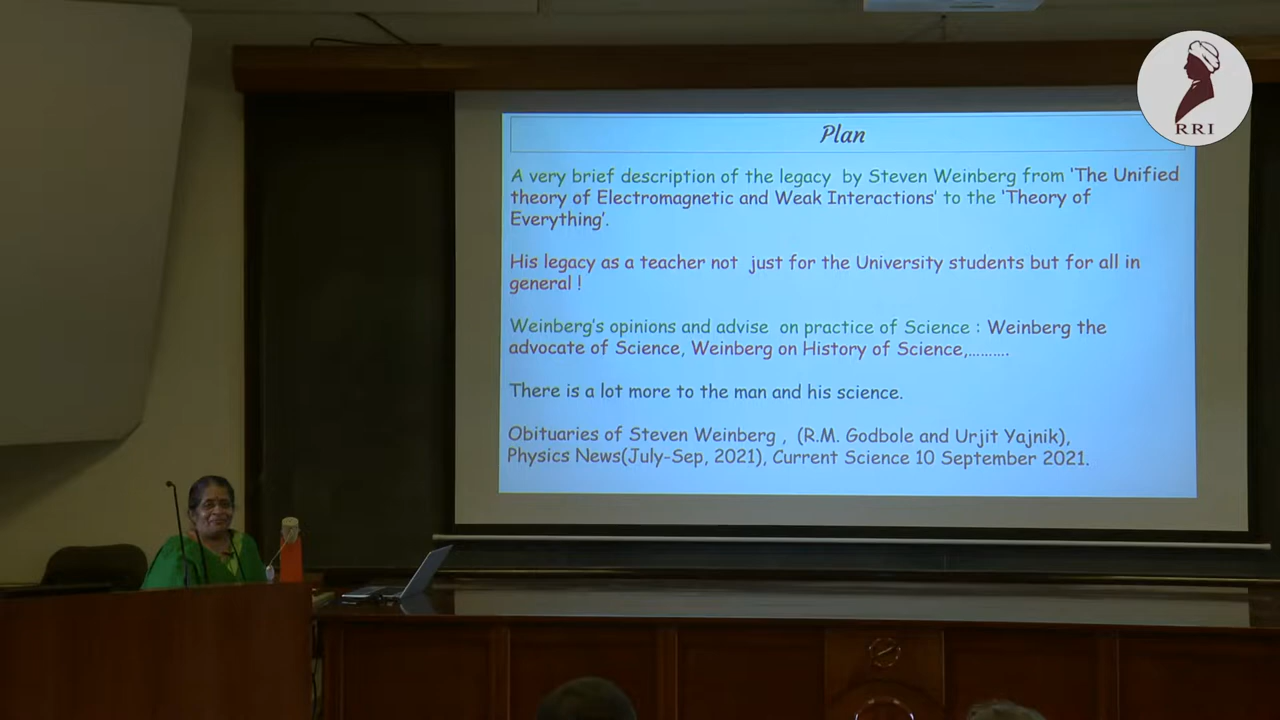 RRI
Plan
A very brief description of the legacy by Steven Weinberg from 'The Unified
theory of Electromagnetic and Weak Interactions' to the 'Theory of
Everything'.
His legacy as a teacher not just for the University students but for all in
general !
Weinberg's opinions and advise on practice of Science : Weinberg the
advocate of Science, Weinberg on History of Science,..........
There is a lot more to the man and his science.
Obituaries of Steven Weinberg , (R.M. Godbole and Urjit Yajnik),
Physics News(July-Sep, 2021), Current Science 10 September 2021.